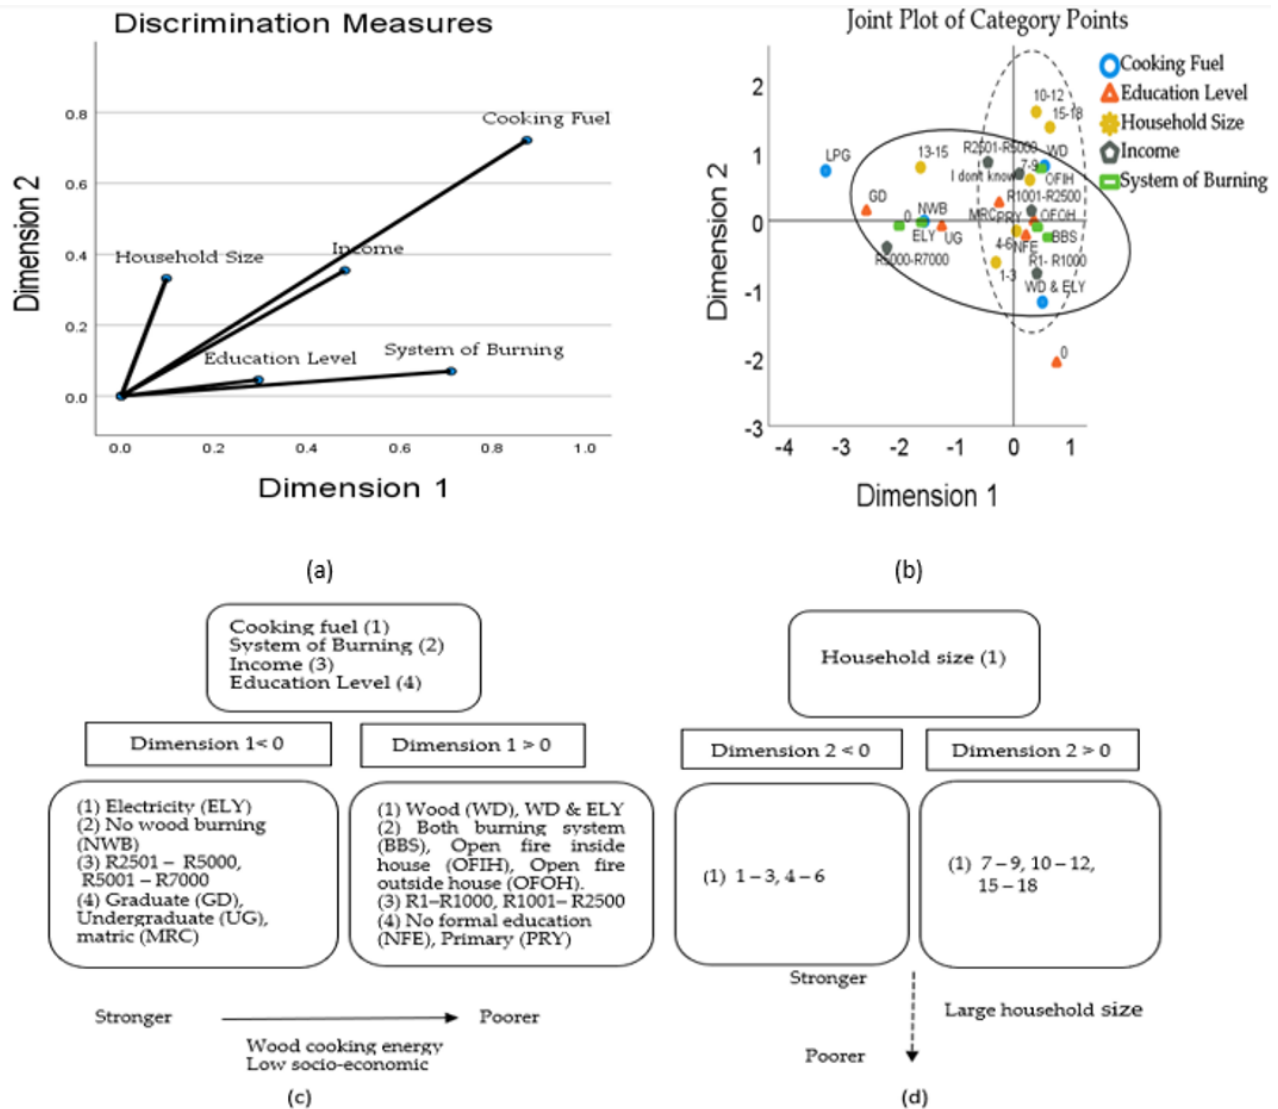 Discrimination Measures
Dimension 2
0.8
0.6
0.4
0.2
0.0
Cooking Fuel
Household Size
Income
Education Level
System of Burning
0.0
0.2
0.4
0.6
0.8
1.0
Dimension 1
(a)
Joint Plot of Category Points
Dimension 2
2
1
0
-1
-2
-3
-4
-3
-2
-1
0
1
Dimension 1
10-12
15-18
LPG
13-15
R2501-R5000
WD
7-9
I dont know
OFIH
GD
R1001-R2500
NWB
0
MRC
PRY
OFOH
ELY
UG
4-6
NFE
BBS
R5000-R7000
R1- R1000
1-3
WD & ELY
0
Cooking Fuel
Education Level
Household Size
Income
System of Burning
(b)
Cooking fuel (1)
System of Burning (2)
Income (3)
Education Level (4)
Dimension 1< 0
Dimension 1 > 0
(1) Electricity (ELY)
(2) No wood burning
(NWB)
(3) R2501 – R5000,
R5001 – R7000
(4) Graduate (GD),
Undergraduate (UG),
matric (MRC)
(1) Wood (WD), WD & ELY
(2) Both burning system
(BBS), Open fire inside
house (OFIH), Open fire
outside house (OFOH).
(3) R1–R1000, R1001– R2500
(4) No formal education
(NFE), Primary (PRY)
Stronger
Poorer
Wood cooking energy
Low socio-economic
(c)
Household size (1)
Dimension 2 < 0
Dimension 2 > 0
(1) 1 – 3, 4 – 6
(1) 7 – 9, 10 – 12,
15 – 18
Stronger
Large household size
Poorer
(d)